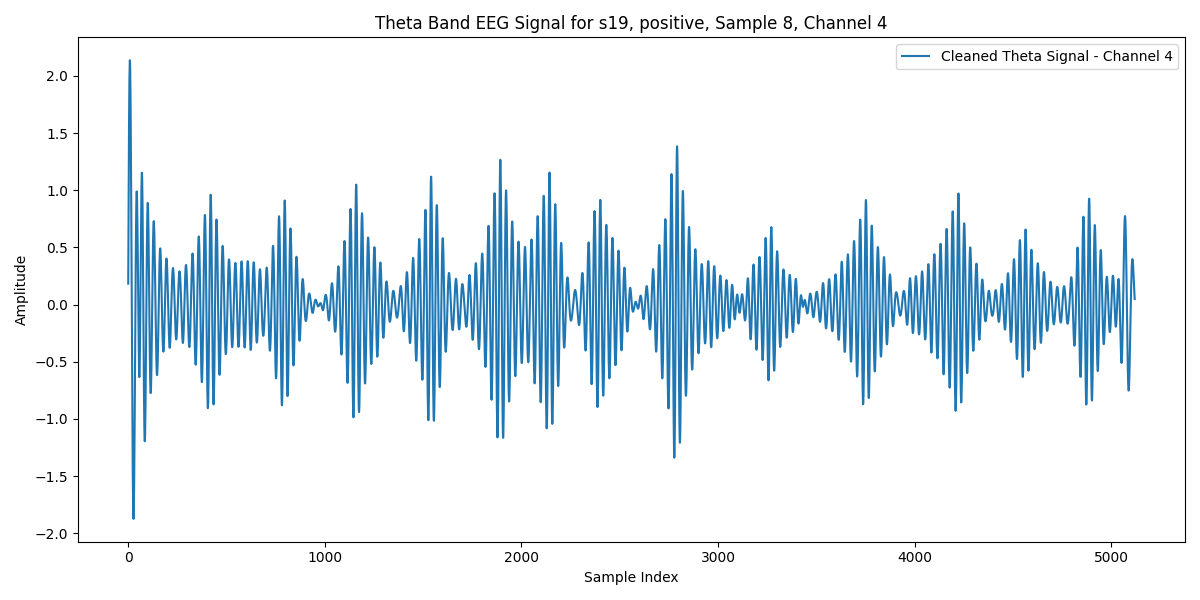 Theta Band EEG Signal for s19, positive, Sample 8, Channel 4
Cleaned Theta Signal - Channel 4
Amplitude
2.0
1.5
1.0
0.5
0.0
−0.5
−1.0
−1.5
−2.0
0 1000 2000 3000 4000 5000
Sample Index